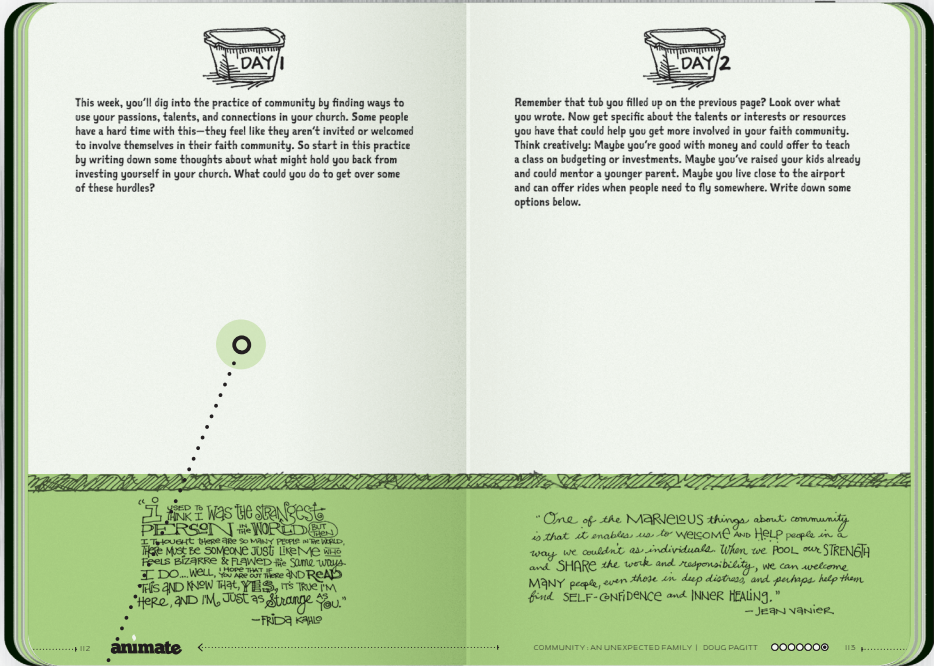 DAY 1
This week, you'll dig into the practice of community by finding ways to
use your passions, talents, and connections in your church. Some people
have a hard time with this—they feel like they aren't invited or welcomed
to involve themselves in their faith community. So start in this practice
by writing down some thoughts about what might hold you back from
investing yourself in your church. What could you do to get over some
of these hurdles?
"i USED TO THINK I WAS the STRANGEST
PERSON IN THE WORLD BUT THEN
I THOUGHT there are so MANY PEOPLE IN THE WORLD,
There Must Be SOMEONE JUST LIKE ME WHO
Feels BIZARRE & FLAWED the Same ways
I DO... WELL, I HOPE THAT IF YOU ARE OUT THERE AND READ
THIS AND KNOW THAT, YES, IT'S TRUE I'M
Here, AND I'M JUST as Strange AS YOU."
—FRIDA KAHLO
112
animate
DAY 2
Remember that tub you filled up on the previous page? Look over what
you wrote. Now get specific about the talents or interests or resources
you have that could help you get more involved in your faith community.
Think creatively: Maybe you're good with money and could offer to teach
a class on budgeting or investments. Maybe you've raised your kids already
and could mentor a younger parent. Maybe you live close to the airport
and can offer rides when people need to fly somewhere. Write down some
options below.
"One of the MARVELOUS things about community
is that it enables us to WELCOME AND HELP people in a
way we couldn't as individuals. When we POOL our STRENGTH
and SHARE the work and responsibility, we can welcome
MANY people, even those in deep distress, and perhaps help them
find SELF-CONFIDENCE and INNER HEALING."
— JEAN VANIER
COMMUNITY: AN UNEXPECTED FAMILY | DOUG PAGITT
113